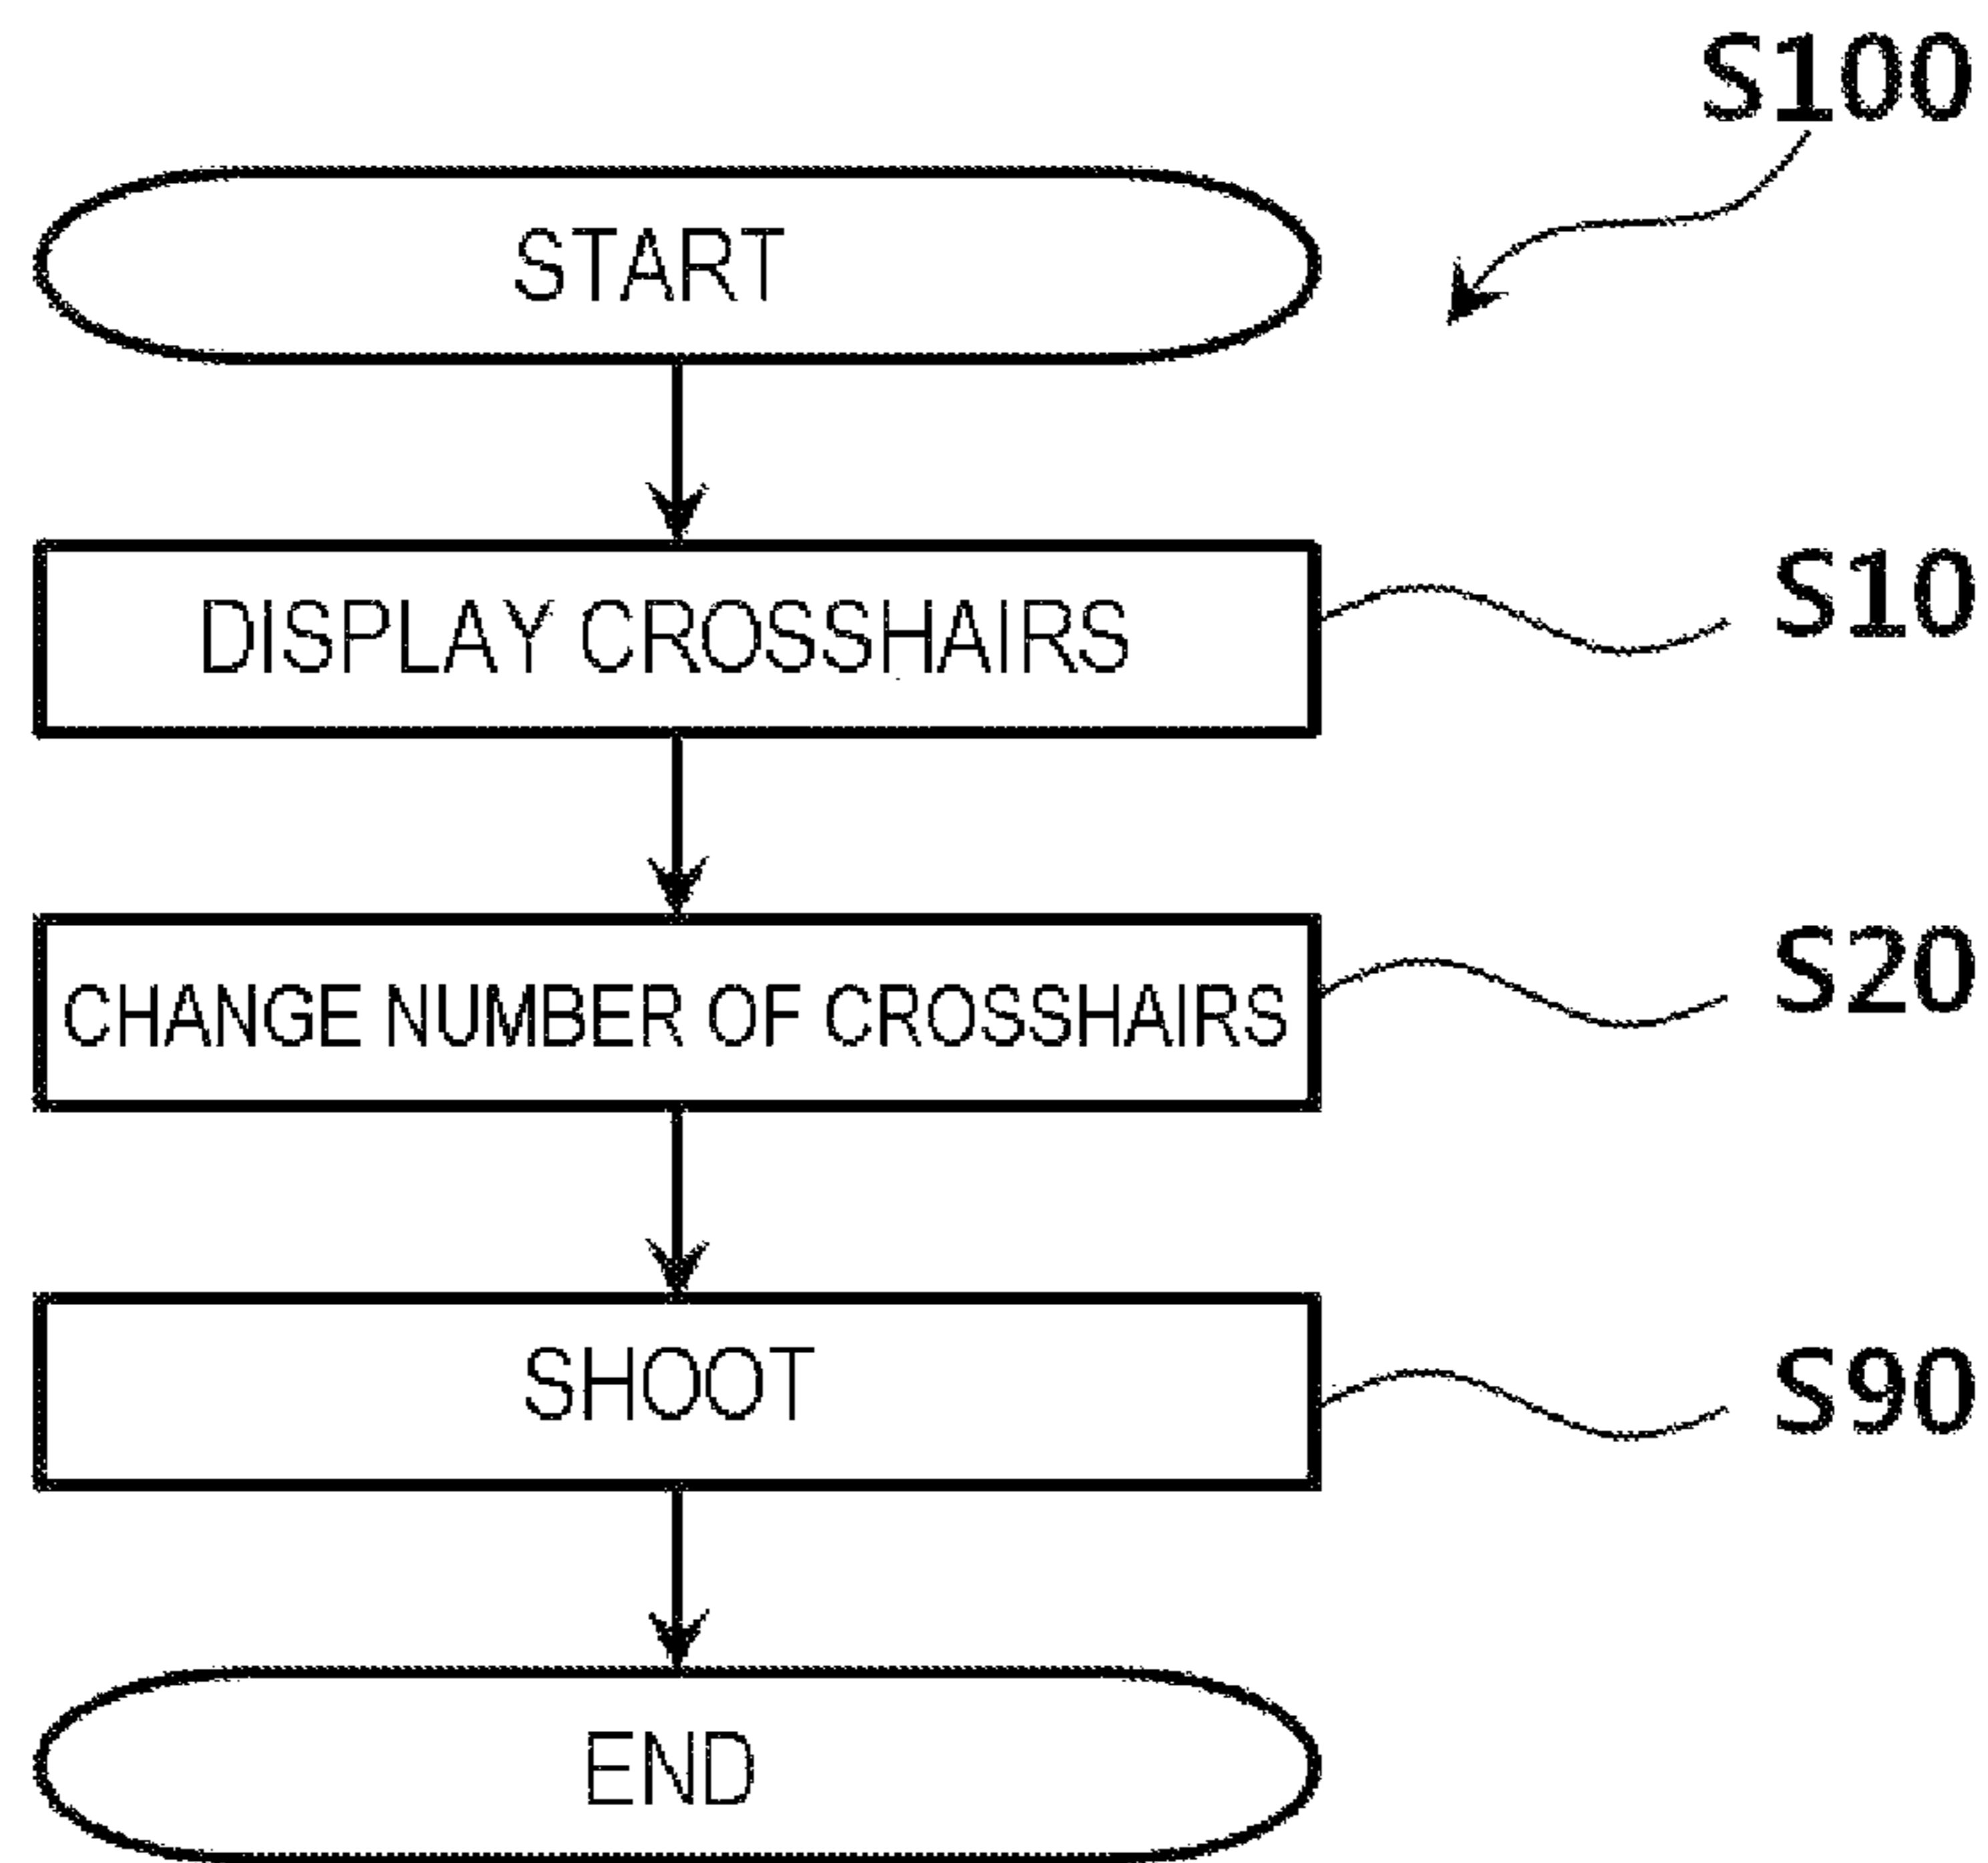 S100
START
DISPLAY CROSSHAIRS
S10
CHANGE NUMBER OF CROSSHAIRS
S20
SHOOT
S90
END